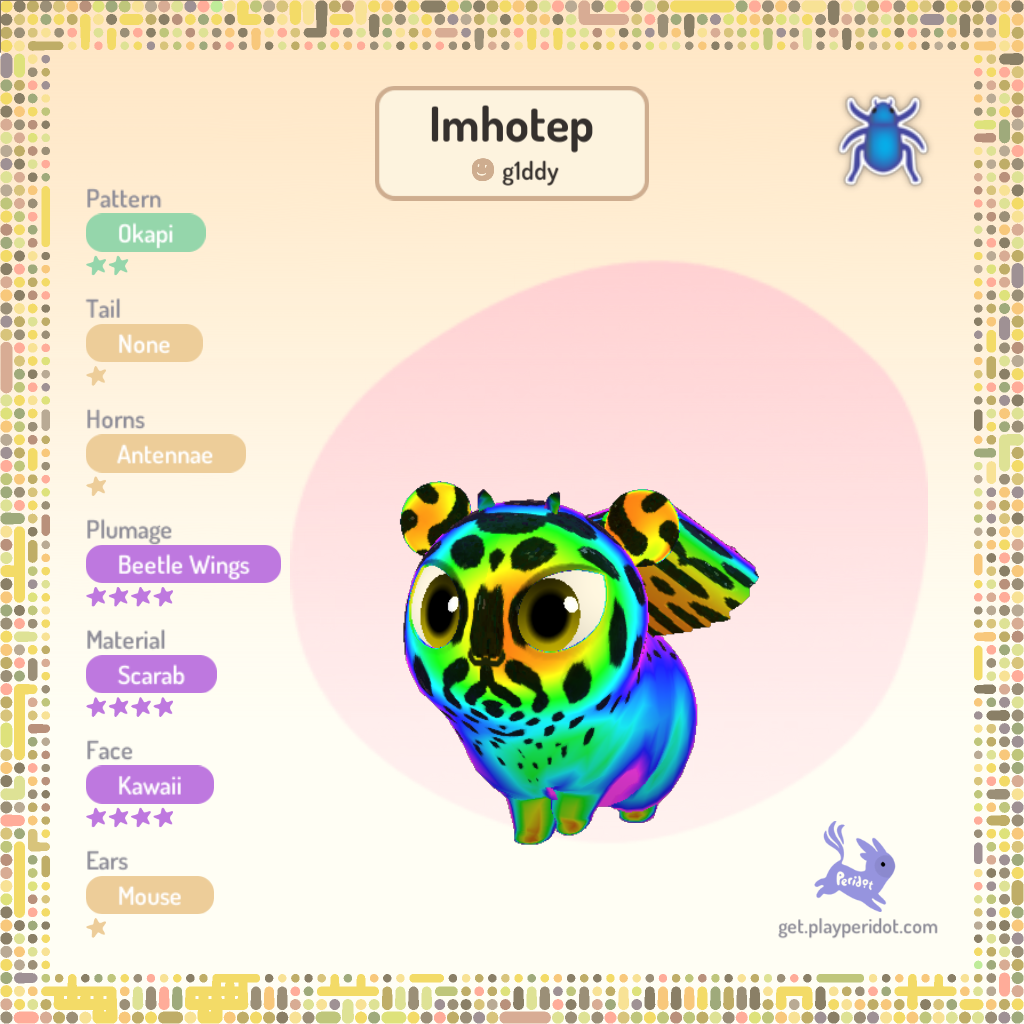 Imhotep
g1ddy
Pattern
Okapi
Tail
None
Horns
Antennae
Plumage
Beetle Wings
Material
Scarab
Face
Kawaii
Ears
Mouse
Peridot
get.playperidot.com